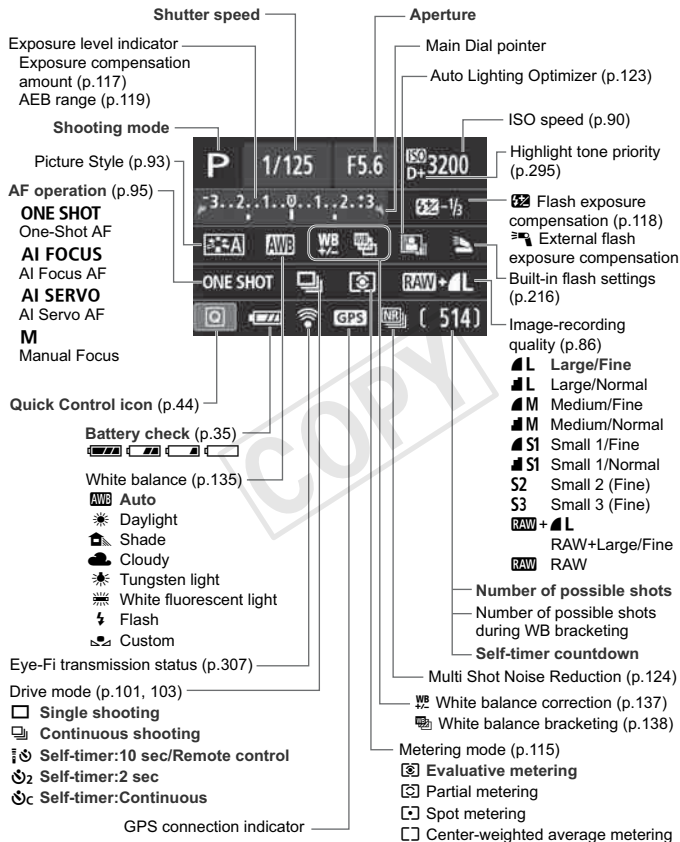 Shutter speed
Aperture
Exposure level indicator
Exposure compensation
amount (p.117)
AEB range (p.119)
Main Dial pointer
Auto Lighting Optimizer (p.123)
Shooting mode
ISO speed (p.90)
Picture Style (p.93)
Highlight tone priority
(p.295)
AF operation (p.95)
ONE SHOT
One-Shot AF
AI FOCUS
AI Focus AF
AI SERVO
AI Servo AF
M
Manual Focus
P 1/125 F5.6 ISO D+ 3200
-3..2..1..0..1..2.:3 -1/3
A AWB WB +/-
ONE SHOT RAW+L
Q GPS NR ( 514)
Flash exposure
compensation (p.118)
External flash
exposure compensation
Built-in flash settings
(p.216)
Image-recording
quality (p.86)
L Large/Fine
L Large/Normal
M Medium/Fine
M Medium/Normal
S1 Small 1/Fine
S1 Small 1/Normal
S2 Small 2 (Fine)
S3 Small 3 (Fine)
RAW + L
RAW+Large/Fine
RAW RAW
Quick Control icon (p.44)
Battery check (p.35)
White balance (p.135)
AWB Auto
Daylight
Shade
Cloudy
Tungsten light
White fluorescent light
Flash
Custom
Eye-Fi transmission status (p.307)
Drive mode (p.101, 103)
Single shooting
Continuous shooting
Self-timer:10 sec/Remote control
2 Self-timer:2 sec
C Self-timer:Continuous
GPS connection indicator
Number of possible shots
Number of possible shots
during WB bracketing
Self-timer countdown
Multi Shot Noise Reduction (p.124)
WB +/- White balance correction (p.137)
White balance bracketing (p.138)
Metering mode (p.115)
Evaluative metering
Partial metering
Spot metering
Center-weighted average metering
COPY